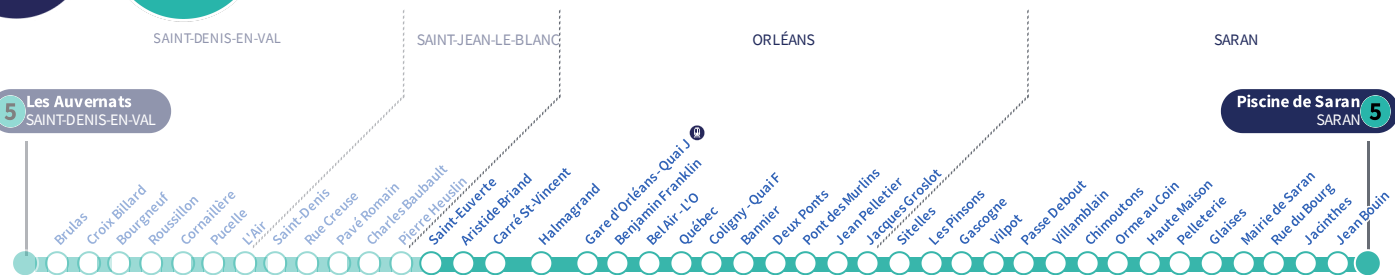 SAINT-DENIS-EN-VAL
SAINT-JEAN-LE-BLANC
ORLÉANS
SARAN
5
Les Auvernats
SAINT-DENIS-EN-VAL
Piscine de Saran
SARAN
5
Brulas
Croix Billard
Bourgneuf
Roussillon
Cornaillère
Pucelle
L'Air
Saint-Denis
Rue Creuse
Pavé Romain
Charles Baubault
Pierre Heuslin
Saint-Euverte
Aristide Briand
Carré St-Vincent
Halmagrand
Gare d'Orléans - Quai J
Benjamin Franklin
Bel Air - L'O
Québec
Coligny - Quai F
Bannier
Deux Ponts
Pont des Murlins
Jean Pelletier
Jacques Groslot
Sitelles
Les Pinsons
Gascogne
Vilpot
Passe Debout
Villamblain
Chimoutons
Orme au Coin
Haute Maison
Pelleterie
Glaises
Mairie de Saran
Rue du Bourg
Jacinthes
Jean Bouin